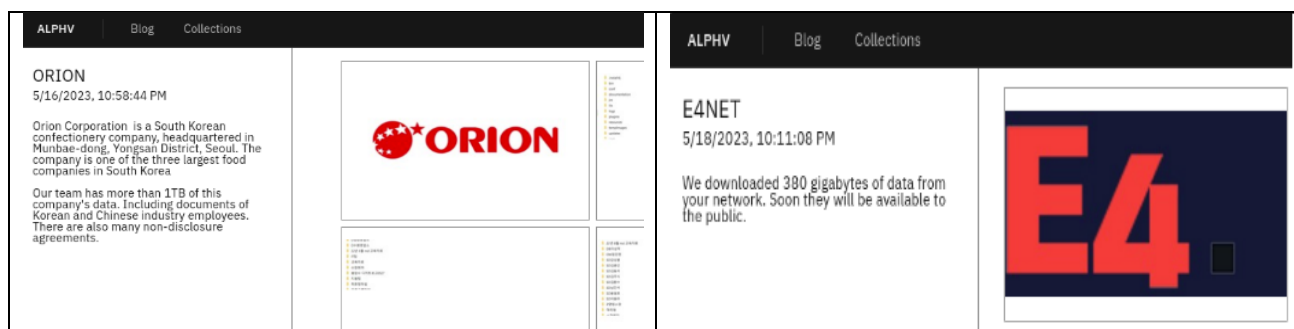 ALPHV Blog Collections
ORION
5/16/2023, 10:58:44 PM
Orion Corporation is a South Korean
confectionery company, headquartered in
Munbae-dong, Yongsan District, Seoul. The
company is one of the three largest food
companies in South Korea
Our team has more than 1TB of this
company's data. Including documents of
Korean and Chinese industry employees.
There are also many non-disclosure
agreements.
ORION
ALPHV Blog Collections
E4NET
5/18/2023, 10:11:08 PM
We downloaded 380 gigabytes of data from
your network. Soon they will be available to
the public.
E4.